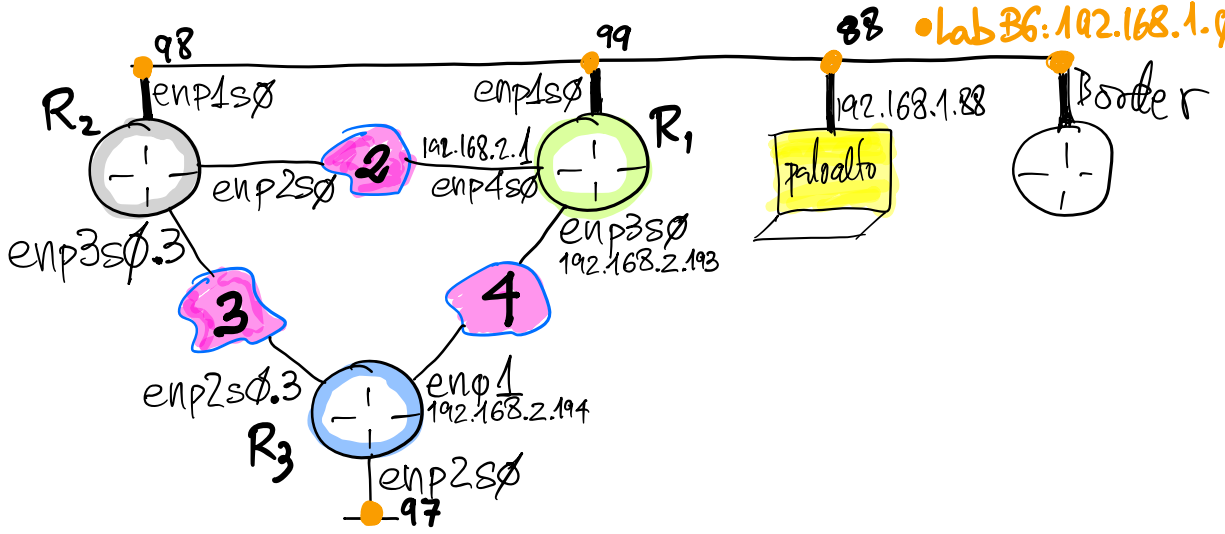 98
99
88
•Lab B6: 192.168.1.0
enp1s0
enp1s0
192.168.1.88
Border
R2
R1
2
192.168.2.1
paloalto
enp2s0
enp4s0
enp3s0.3
enp3s0
192.168.2.193
3
4
enp2s0.3
192.168.2.194
R3
enp2s0
97